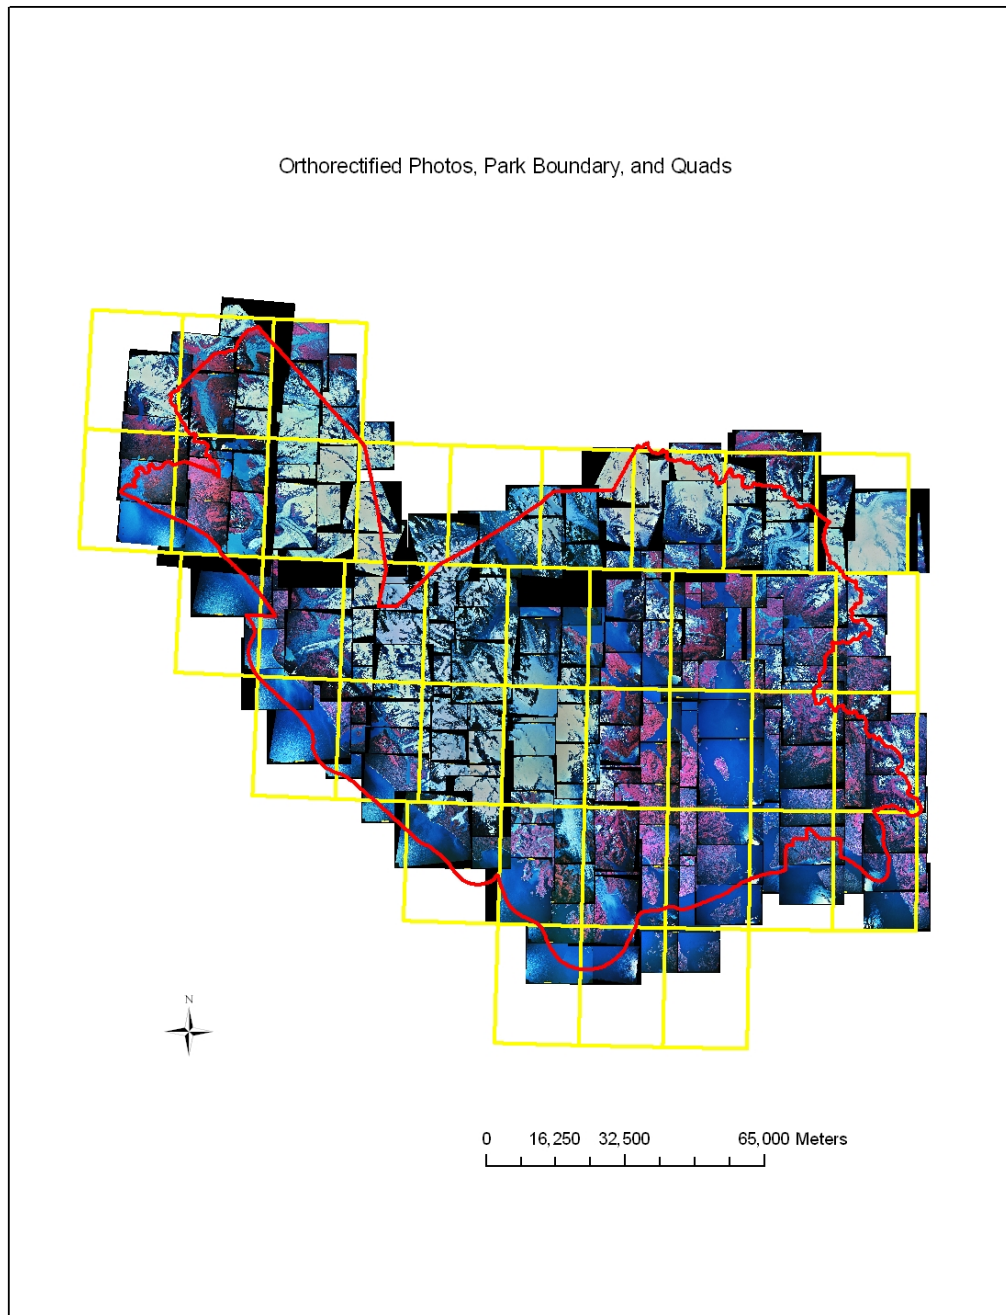 Orthorectified Photos, Park Boundary, and Quads
N
0 16,250 32,500 65,000 Meters